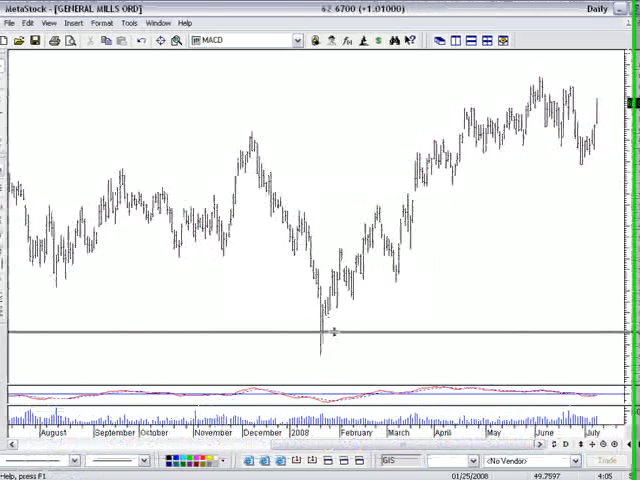 MetaStock - [GENERAL MILLS ORD] 62.6700 (+1.01000) Daily
File Edit View Insert Format Tools Window Help
MACD
August September October November December 2008 February March April May June July
GIS <No Vendor> Trade
Help, press F1 01/25/2008 49.7597 4:05